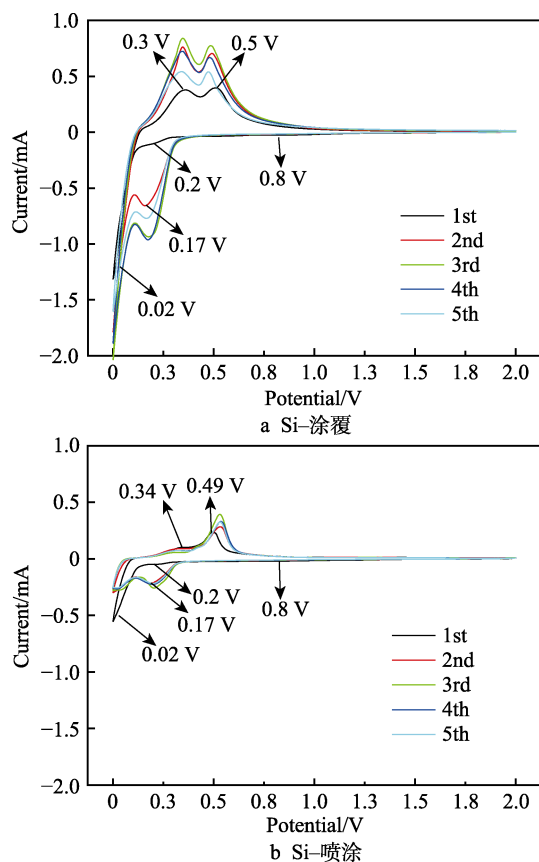 1.0
0.5
0
−0.5
−1.0
−1.5
−2.0
Current/mA
0.3 V
0.5 V
0.2 V
0.8 V
0.17 V
0.02 V
1st
2nd
3rd
4th
5th
0 0.3 0.5 0.8 1.0 1.3 1.5 1.8 2.0
Potential/V
a Si–涂覆
1.0
0.5
0
−0.5
−1.0
−1.5
−2.0
Current/mA
0.34 V
0.49 V
0.2 V
0.17 V
0.8 V
0.02 V
1st
2nd
3rd
4th
5th
0 0.3 0.5 0.8 1.0 1.3 1.5 1.8 2.0
Potential/V
b Si–喷涂